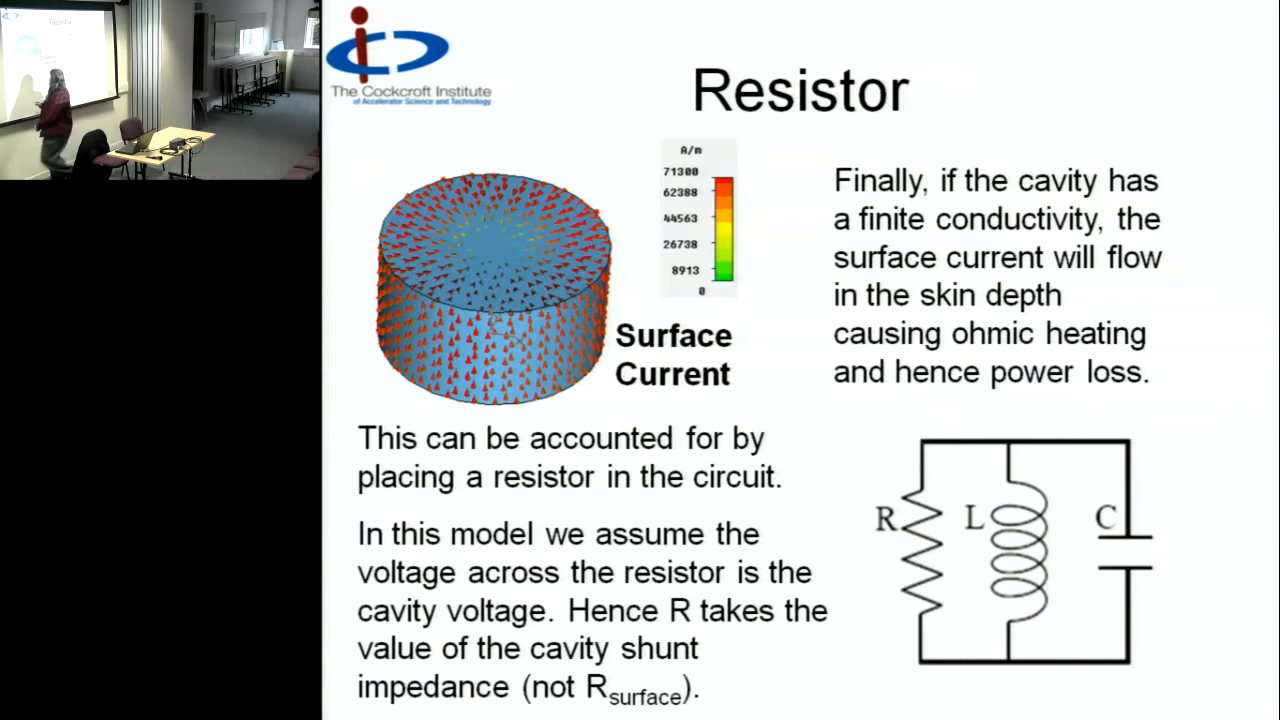 Resistor
The Cockcroft Institute
of Accelerator Science and Technology
Resistor
A/m
71300
62388
44563
26738
8913
0
Surface
Current
Finally, if the cavity has
a finite conductivity, the
surface current will flow
in the skin depth
causing ohmic heating
and hence power loss.
This can be accounted for by
placing a resistor in the circuit.
In this model we assume the
voltage across the resistor is the
cavity voltage. Hence R takes the
value of the cavity shunt
impedance (not Rsurface).
R L C